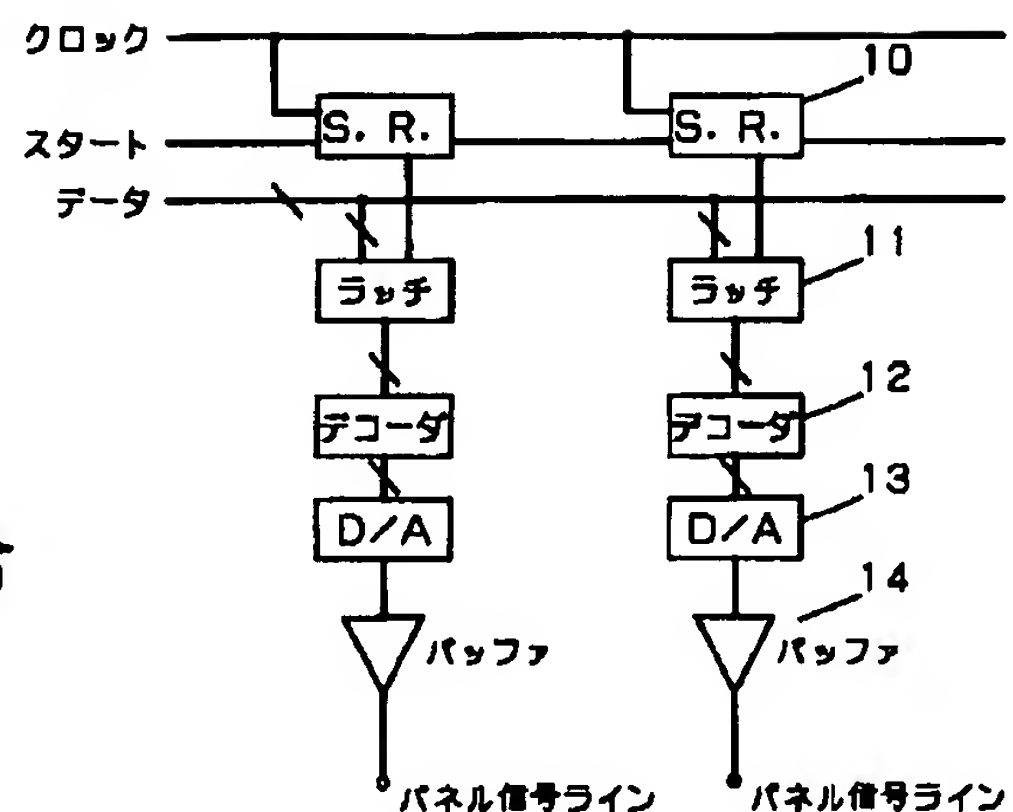 クロック
10
S. R. S. R.
スタート
データ
11
ラッチ ラッチ
12
デコーダ デコーダ
13
D/A D/A
14
バッファ バッファ
パネル信号ライン パネル信号ライン